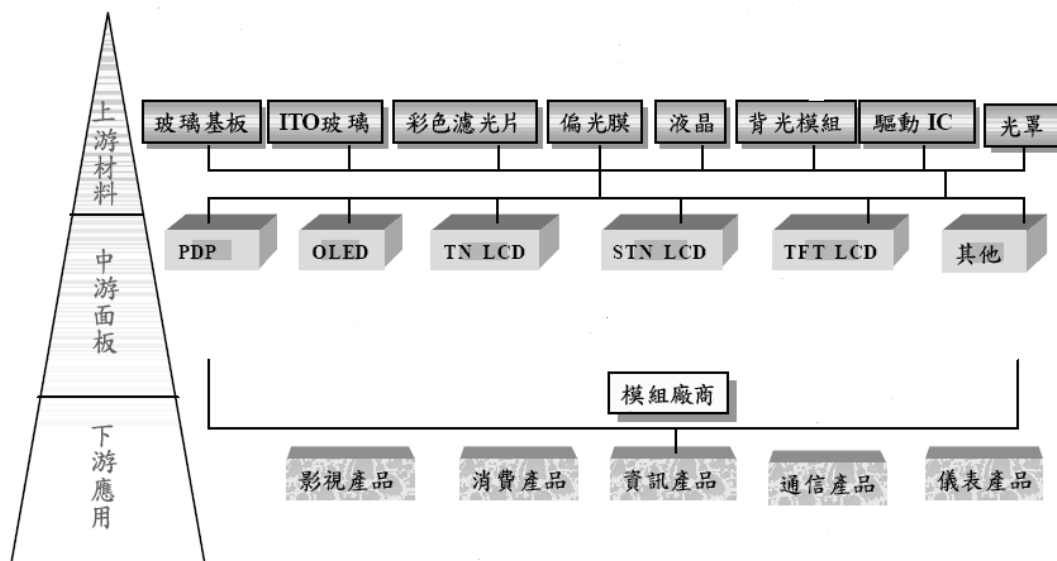 上游材料
玻璃基板
ITO玻璃
彩色濾光片
偏光膜
液晶
背光模組
驅動 IC
光罩
中游面板
PDP
OLED
TN LCD
STN LCD
TFT LCD
其他
模組廠商
下游應用
影視產品
消費產品
資訊產品
通信產品
儀表產品